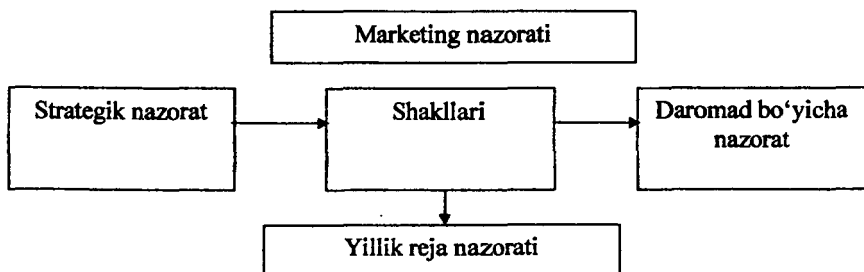 Marketing nazorati
Strategik nazorat
Shakllari
Daromad bo‘yicha
nazorat
Yillik reja nazorati